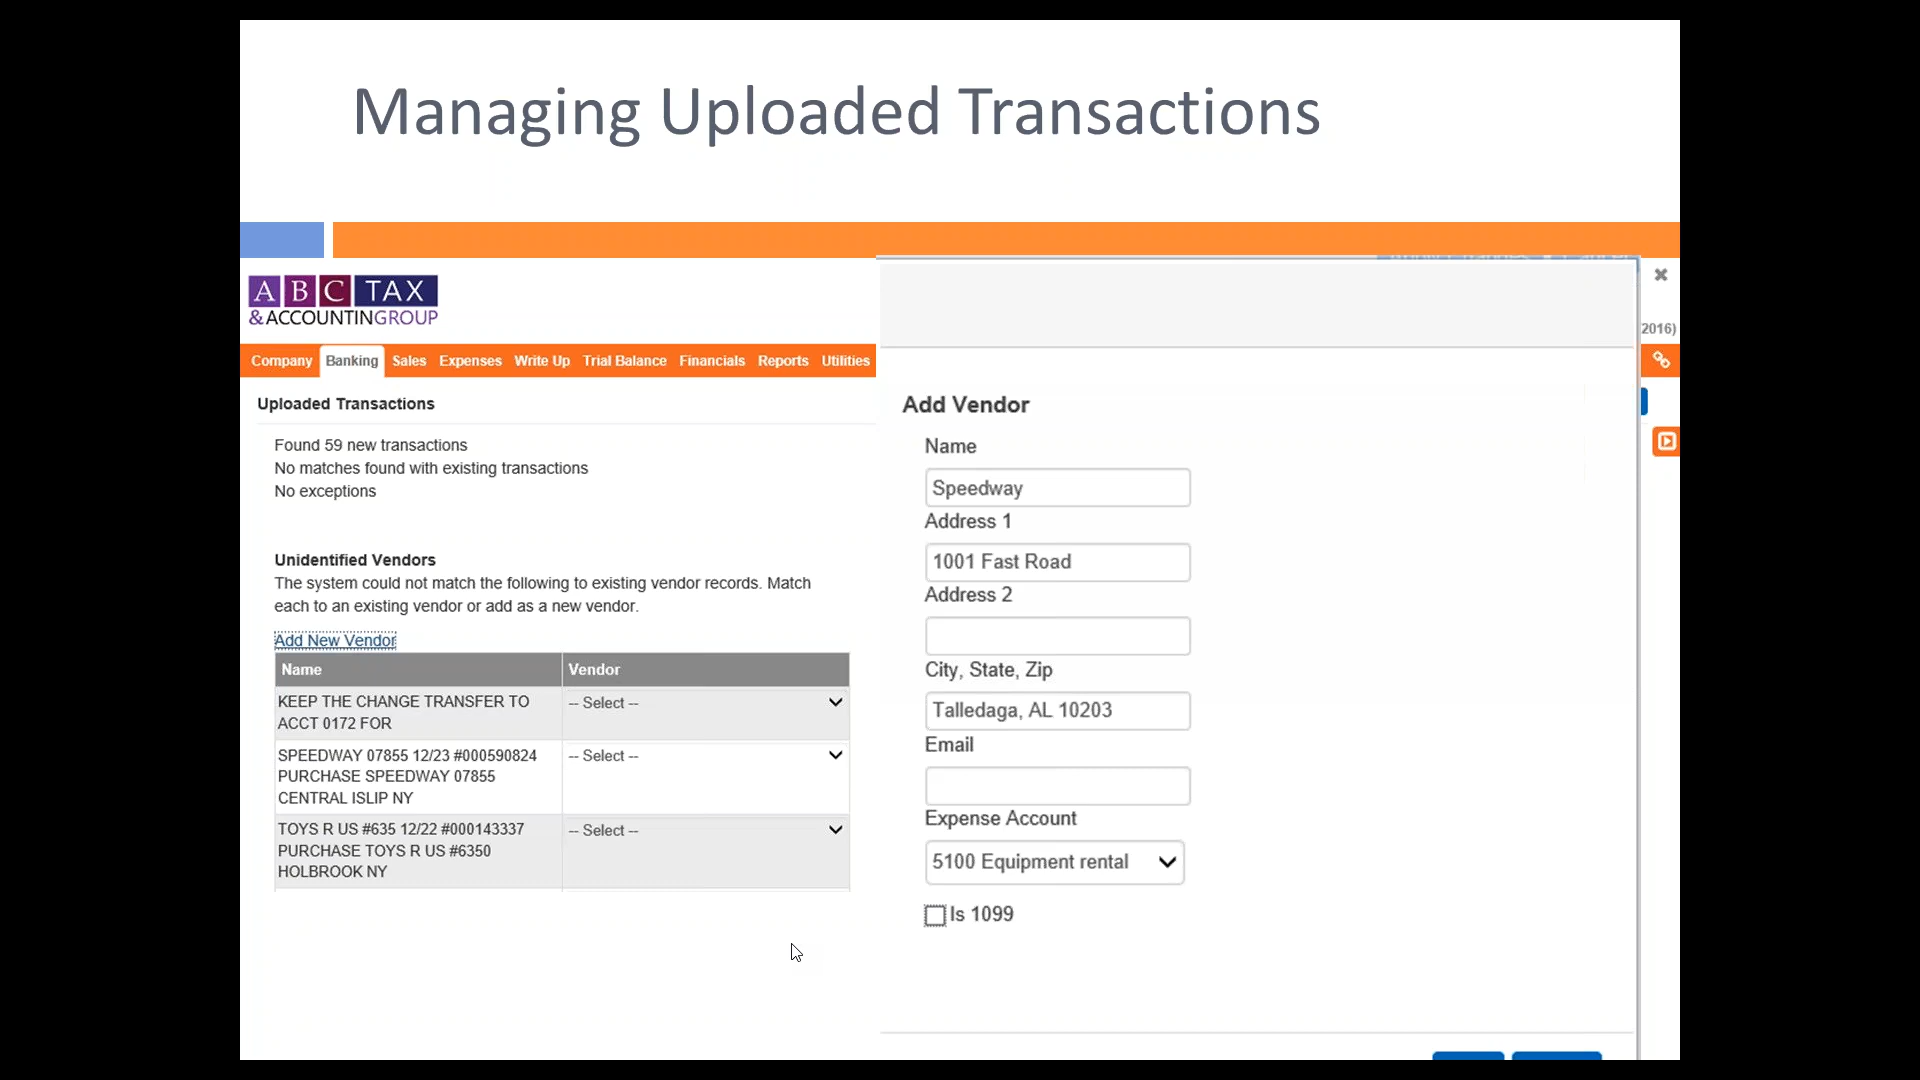 Managing Uploaded Transactions
A B C TAX
&ACCOUNTINGROUP
2016)
Company Banking Sales Expenses Write Up Trial Balance Financials Reports Utilities
Uploaded Transactions
Found 59 new transactions
No matches found with existing transactions
No exceptions
Unidentified Vendors
The system could not match the following to existing vendor records. Match
each to an existing vendor or add as a new vendor.
Add New Vendor
Name Vendor
KEEP THE CHANGE TRANSFER TO
ACCT 0172 FOR
-- Select --
SPEEDWAY 07855 12/23 #000590824
PURCHASE SPEEDWAY 07855
CENTRAL ISLIP NY
-- Select --
TOYS R US #635 12/22 #000143337
PURCHASE TOYS R US #6350
HOLBROOK NY
-- Select --
Add Vendor
Name
Speedway
Address 1
1001 Fast Road
Address 2
City, State, Zip
Talledaga, AL 10203
Email
Expense Account
5100 Equipment rental
Is 1099